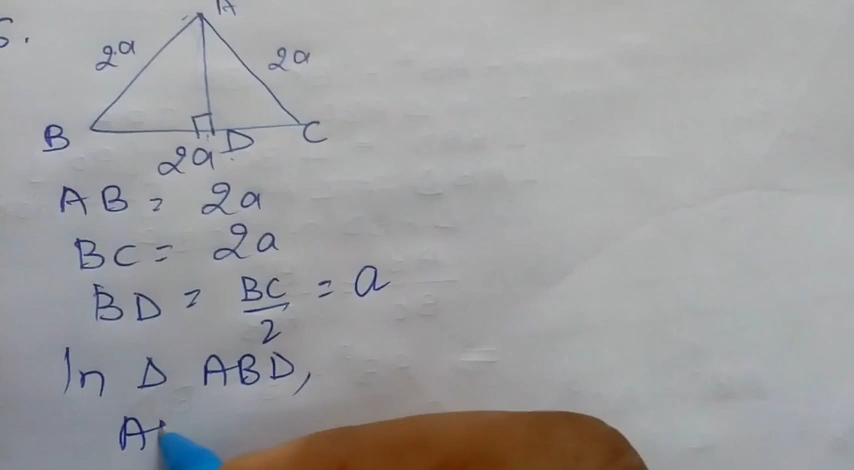 5.
A
2a
2a
B
D
C
2a
AB = 2a
BC = 2a
BD = BC/2 = a
In Δ ABD,
A